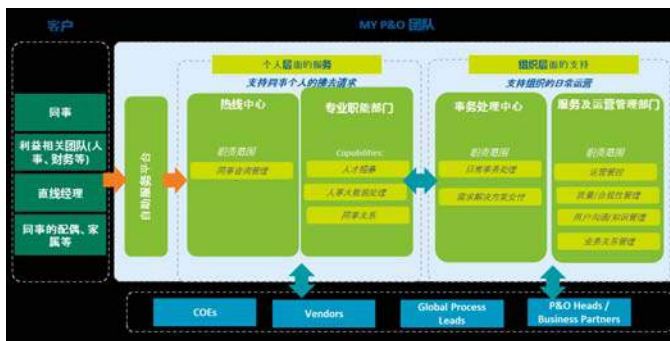 客户
MY P&O 团队
个人层面的服务
支持同事个人的拂去请求
组织层面的支持
支持组织的日常运营
同事
利益相关团队(人
事、财务等)
直线经理
同事的配偶、家
属等
自助服务平台
热线中心
职责范围
同事咨询管理
专业职能部门
Capabilities:
人才招募
人事大数据处理
同事关系
事务处理中心
职责范围
日常事务处理
需求解决方案交付
服务及运营管理部门
职责范围
运营管控
质量/合规性管理
用户沟通/知识管理
业务关系管理
COEs
Vendors
Global Process
Leads
P&O Heads /
Business Partners